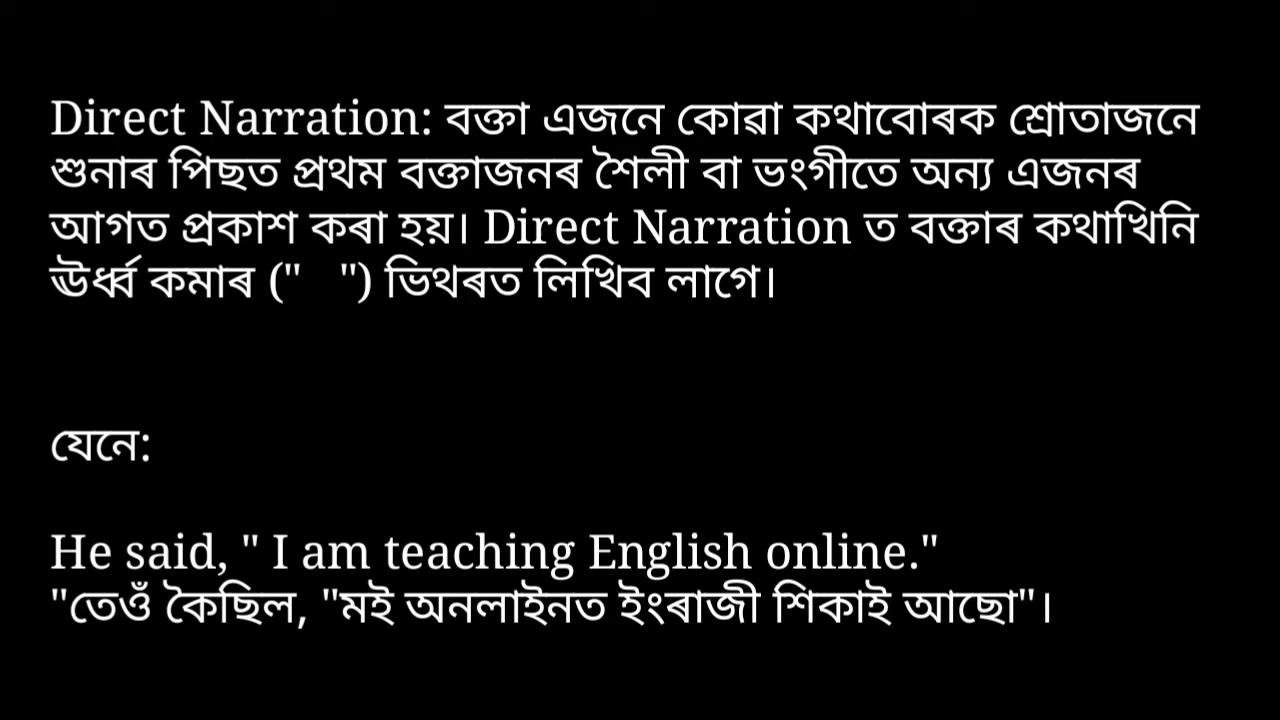 Direct Narration: বক্তা এজনে কোৱা কথাবোৰক শ্ৰোতাজনে
শুনাৰ পিছত প্ৰথম বক্তাজনৰ শৈলী বা ভংগীতে অন্য এজনৰ
আগত প্ৰকাশ কৰা হয়। Direct Narration ত বক্তাৰ কথাখিনি
ঊৰ্ধ্ব কমাৰ ("   ") ভিথৰত লিখিব লাগে।
যেনে:
He said, " I am teaching English online."
"তেওঁ কৈছিল, "মই অনলাইনত ইংৰাজী শিকাই আছো"।